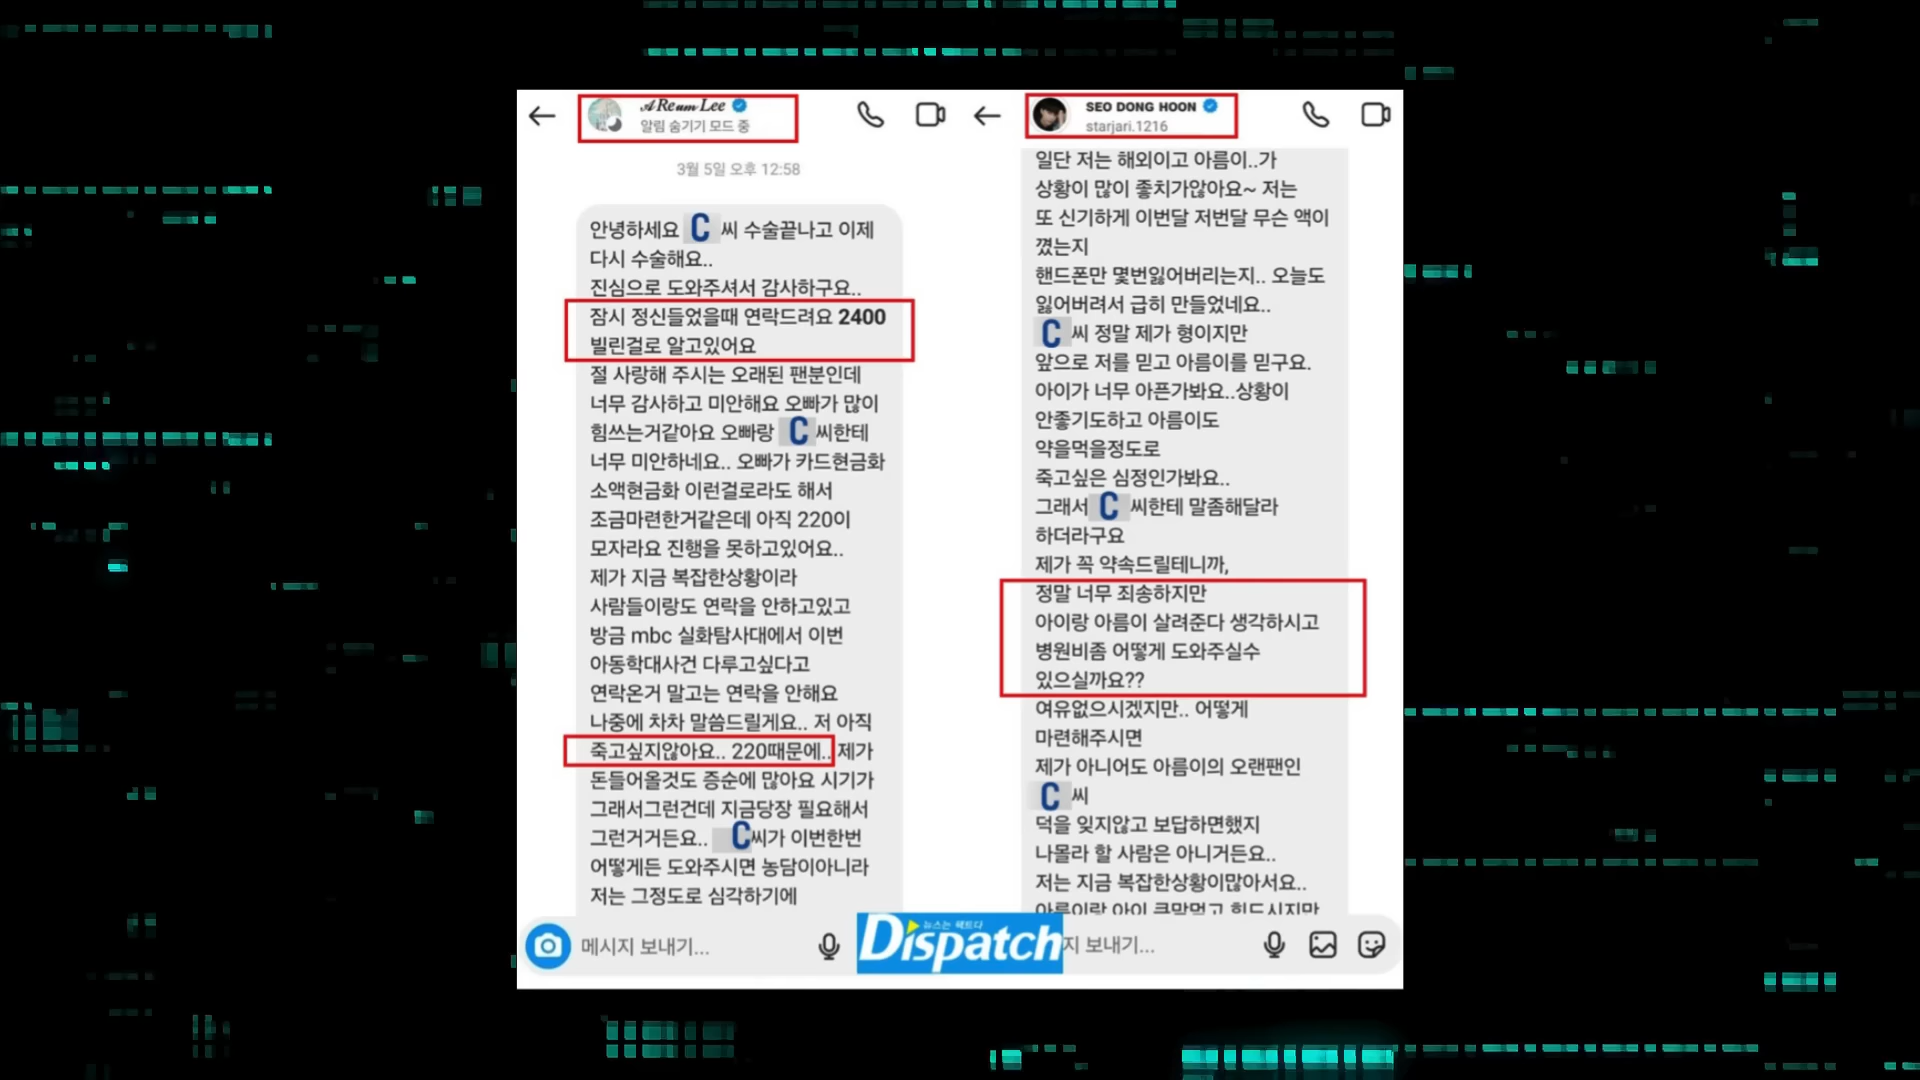 A Ream Lee
알림 숨기기 모드 중
3월 5일 오후 12:58
안녕하세요 C 씨 수술끝나고 이제
다시 수술해요..
진심으로 도와주셔서 감사하구요..
잠시 정신들었을때 연락드려요 2400
빌린걸로 알고있어요
절 사랑해 주시는 오래된 팬분인데
너무 감사하고 미안해요 오빠가 많이
힘쓰는거같아요 오빠랑 C 씨한테
너무 미안하네요.. 오빠가 카드현금화
소액현금화 이런걸로라도 해서
조금마련한거같은데 아직 220이
모자라요 진행을 못하고있어요..
제가 지금 복잡한상황이라
사람들이랑도 연락을 안하고있고
방금 mbc 실화탐사대에서 이번
아동학대사건 다루고싶다고
연락온거 말고는 연락을 안해요
나중에 차차 말씀드릴게요.. 저 아직
죽고싶지않아요.. 220때문에.. 제가
돈들어올것도 증순에 많아요 시기가
그래서그런건데 지금당장 필요해서
그런거거든요.. C씨가 이번한번
어떻게든 도와주시면 농담이아니라
저는 그정도로 심각하기에
메시지 보내기...
SEO DONG HOON
starjari.1216
일단 저는 해외이고 아름이..가
상황이 많이 좋치가않아요~ 저는
또 신기하게 이번달 저번달 무슨 액이
꼈는지
핸드폰만 몇번잃어버리는지.. 오늘도
잃어버려서 급히 만들었네요..
C 씨 정말 제가 형이지만
앞으로 저를 믿고 아름이를 믿구요.
아이가 너무 아픈가봐요..상황이
안좋기도하고 아름이도
약을먹을정도로
죽고싶은 심정인가봐요..
그래서 C 씨한테 말좀해달라
하더라구요
제가 꼭 약속드릴테니까,
정말 너무 죄송하지만
아이랑 아름이 살려준다 생각하시고
병원비좀 어떻게 도와주실수
있으실까요??
여유없으시겠지만.. 어떻게
마련해주시면
제가 아니어도 아름이의 오랜팬인
C 씨
덕을 잊지않고 보답하면했지
나몰라 할 사람은 아니거든요..
저는 지금 복잡한상황이많아서요..
아름이랑 아이 큰맘먹고 힘드시지만
지 보내기...
뉴스는 팩트다
Dispatch